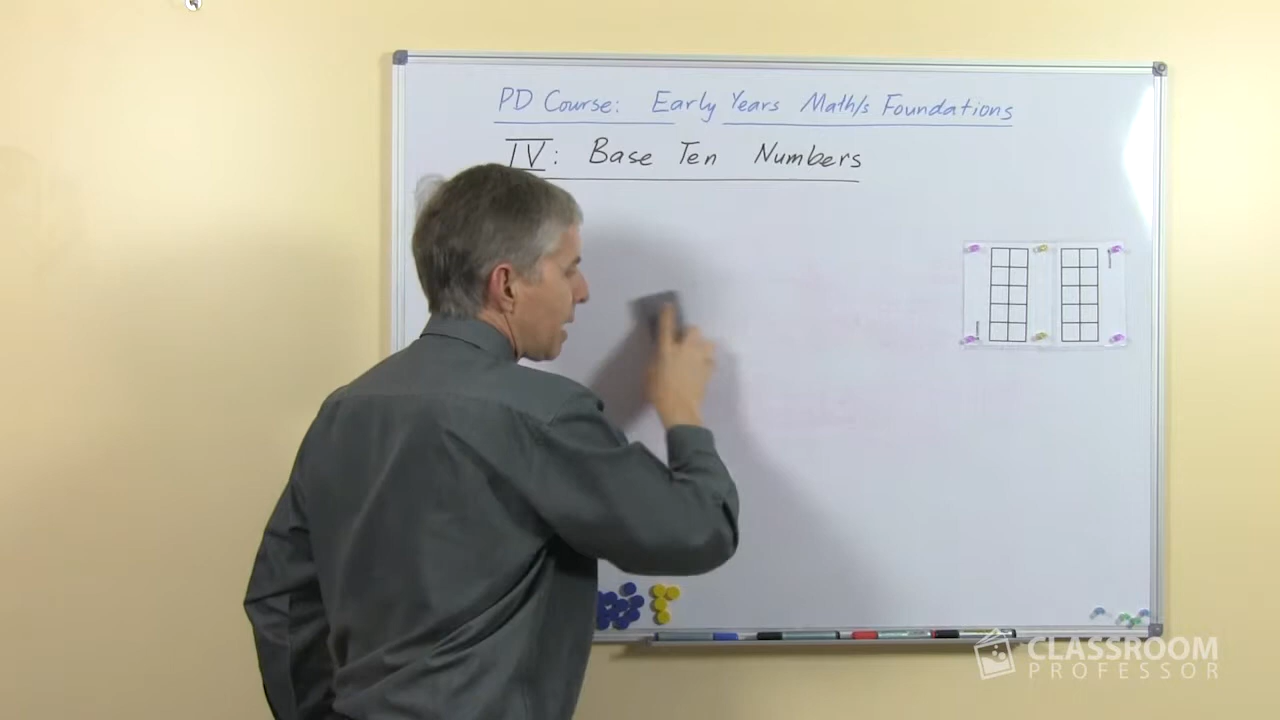 PD Course: Early Years Math/s Foundations
IV: Base Ten Numbers
CLASSROOM
PROFESSOR